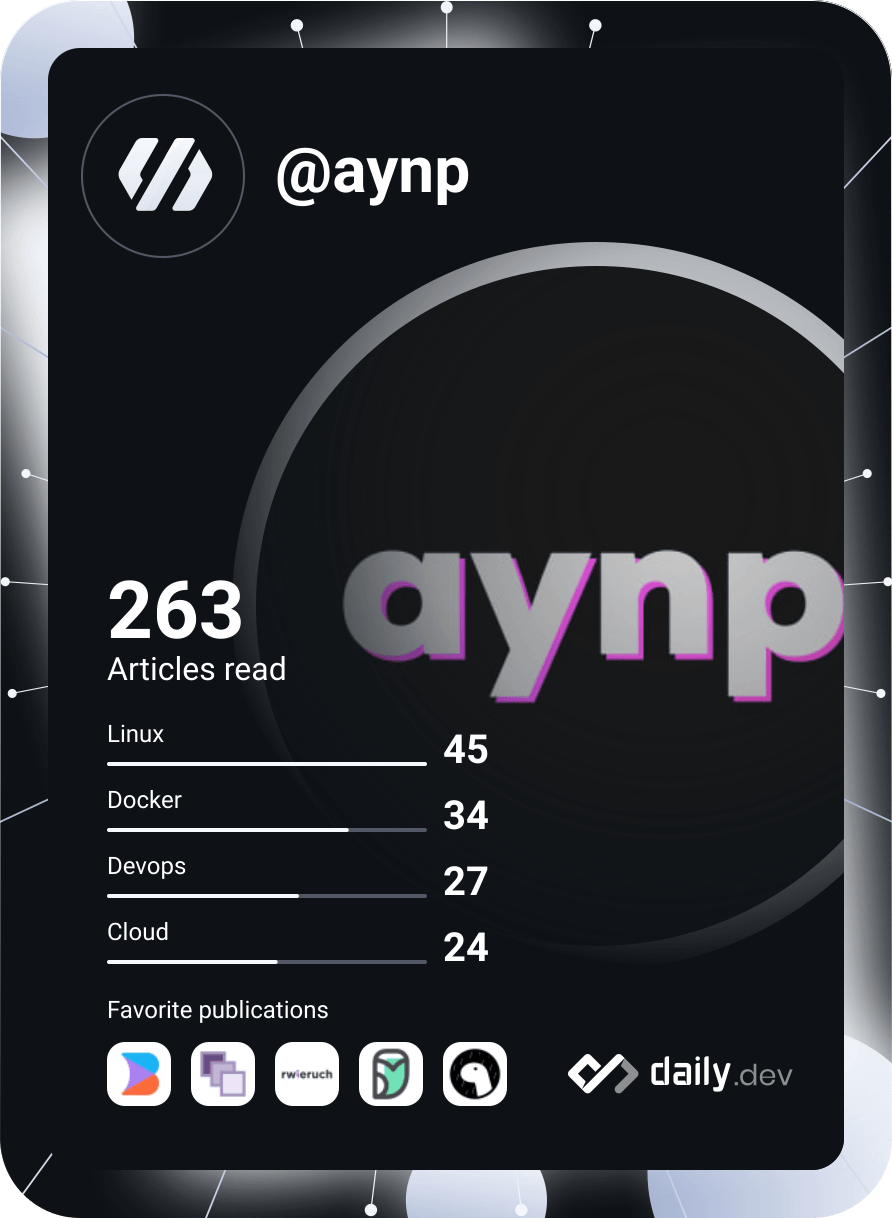 @aynp
aynp
263
Articles read
Linux
45
Docker
34
Devops
27
Cloud
24
Favorite publications
rwieruch
daily.dev